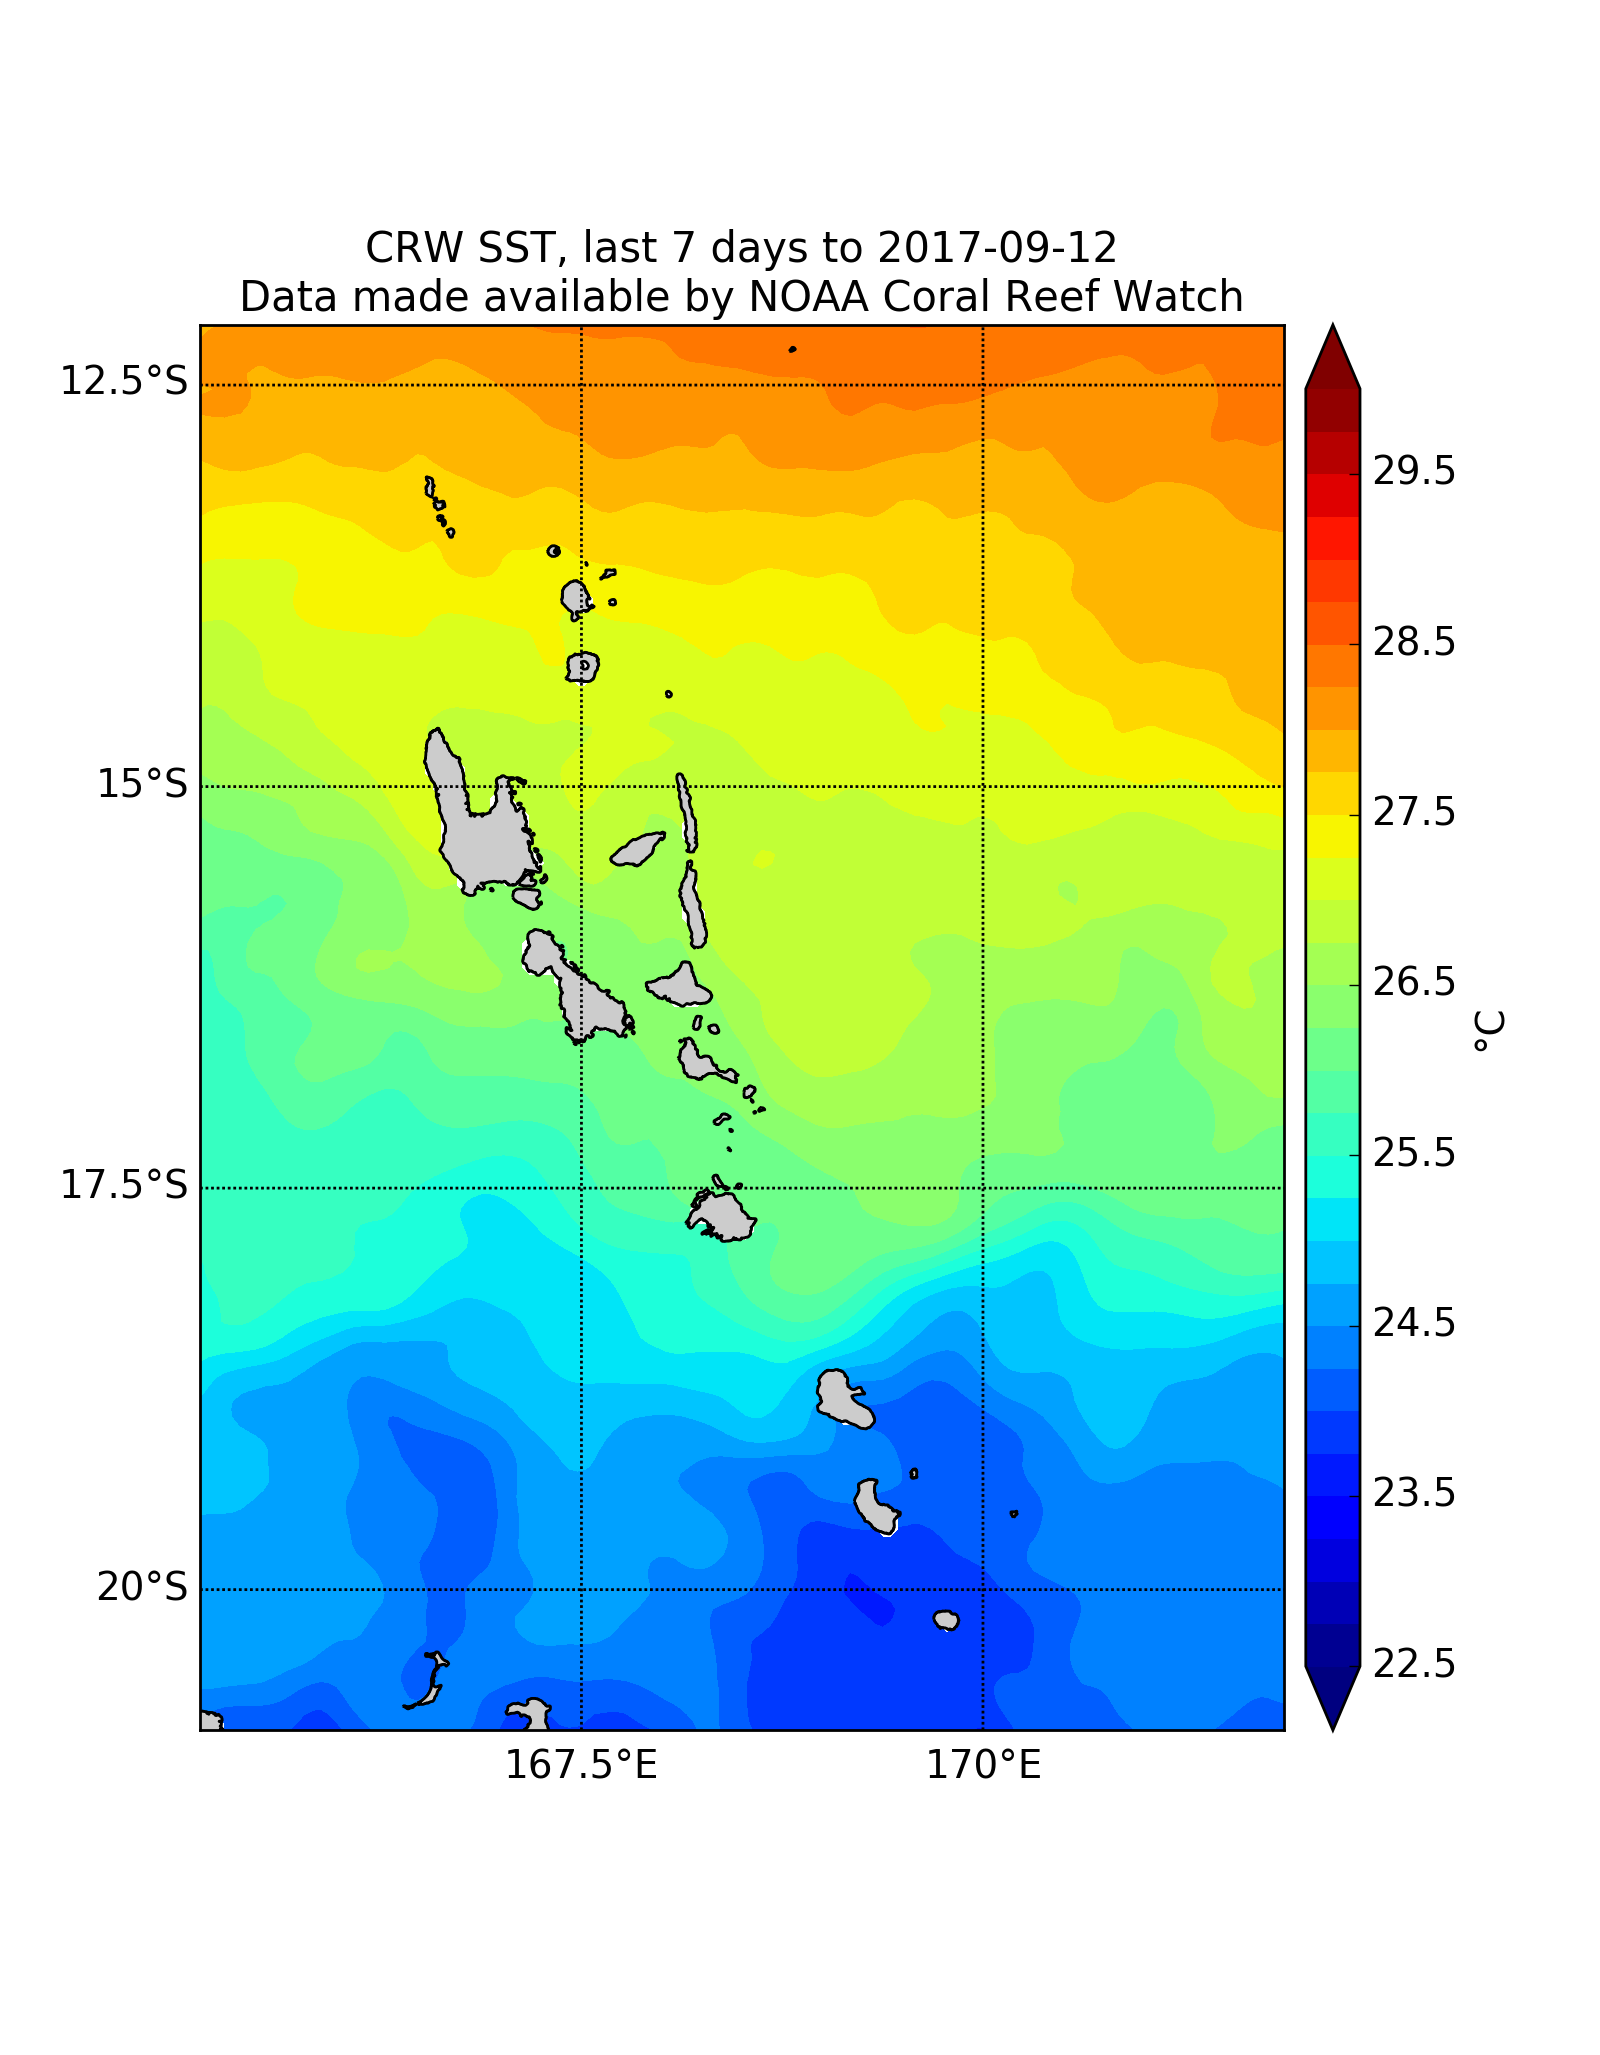 CRW SST, last 7 days to 2017-09-12
Data made available by NOAA Coral Reef Watch
12.5°S
15°S
17.5°S
20°S
167.5°E
170°E
29.5
28.5
27.5
26.5
25.5
24.5
23.5
22.5
°C